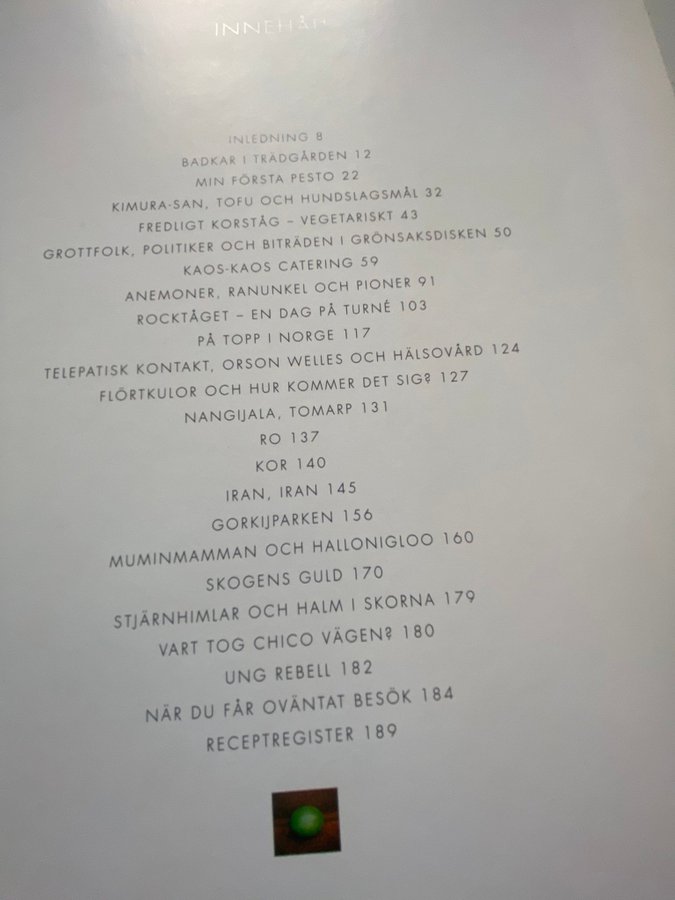 INNEHÅLL
INLEDNING 8
BADKAR I TRÄDGÅRDEN 12
MIN FÖRSTA PESTO 22
KIMURA-SAN, TOFU OCH HUNDSLAGSMÅL 32
FREDLIGT KORSTÅG – VEGETARISKT 43
GROTTFOLK, POLITIKER OCH BITRÄDEN I GRÖNSAKSDISKEN 50
KAOS-KAOS CATERING 59
ANEMONER, RANUNKEL OCH PIONER 91
ROCKTÅGET – EN DAG PÅ TURNÉ 103
PÅ TOPP I NORGE 117
TELEPATISK KONTAKT, ORSON WELLES OCH HÄLSOVÅRD 124
FLÖRTKULOR OCH HUR KOMMER DET SIG? 127
NANGIJALA, TOMARP 131
RO 137
KOR 140
IRAN, IRAN 145
GORKIJPARKEN 156
MUMINMAMMAN OCH HALLONIGLOO 160
SKOGENS GULD 170
STJÄRNHIMLAR OCH HALM I SKORNA 179
VART TOG CHICO VÄGEN? 180
UNG REBELL 182
NÄR DU FÅR OVÄNTAT BESÖK 184
RECEPTREGISTER 189